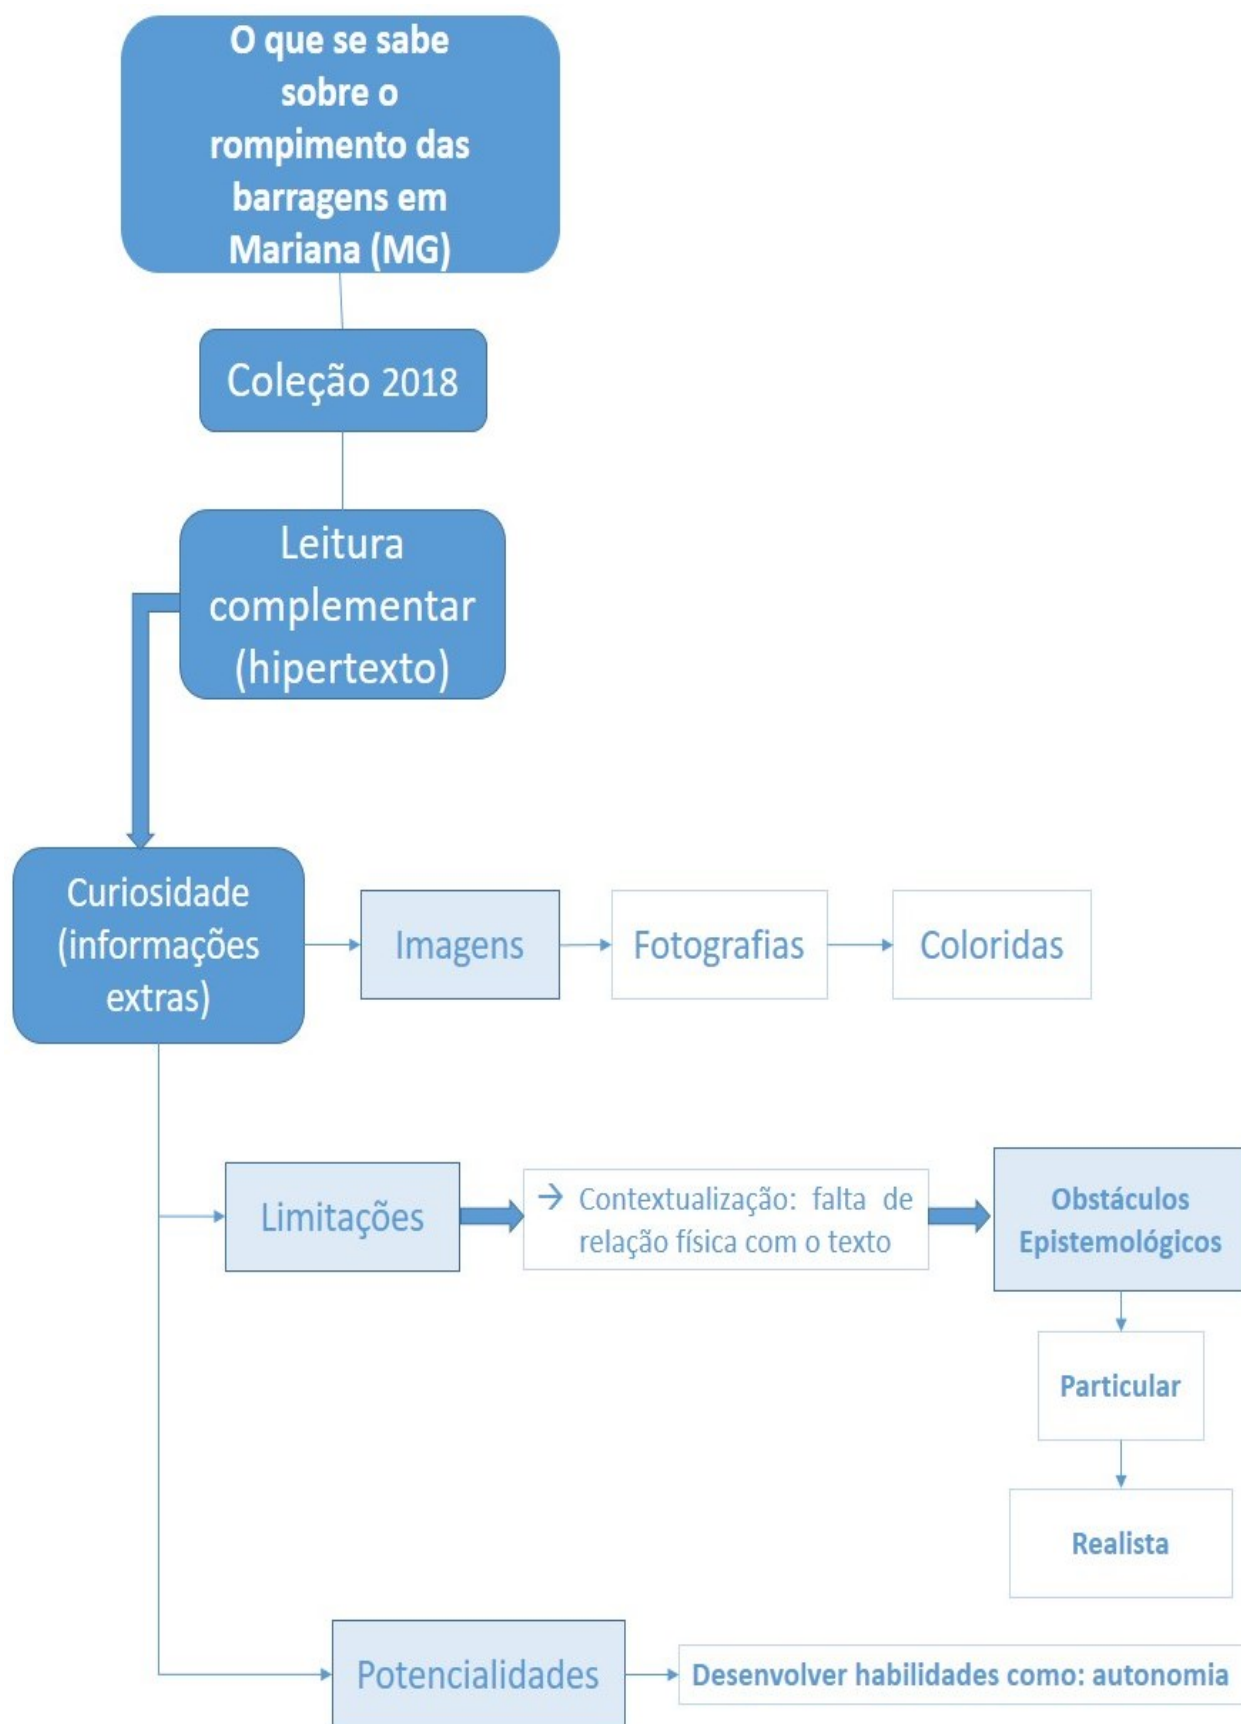 O que se sabe
sobre o
rompimento das
barragens em
Mariana (MG)
Coleção 2018
Leitura
complementar
(hipertexto)
Curiosidade
(informações
extras)
Imagens
Fotografias
Coloridas
Limitações
→ Contextualização: falta de
relação física com o texto
Obstáculos
Epistemológicos
Particular
Realista
Potencialidades
Desenvolver habilidades como: autonomia